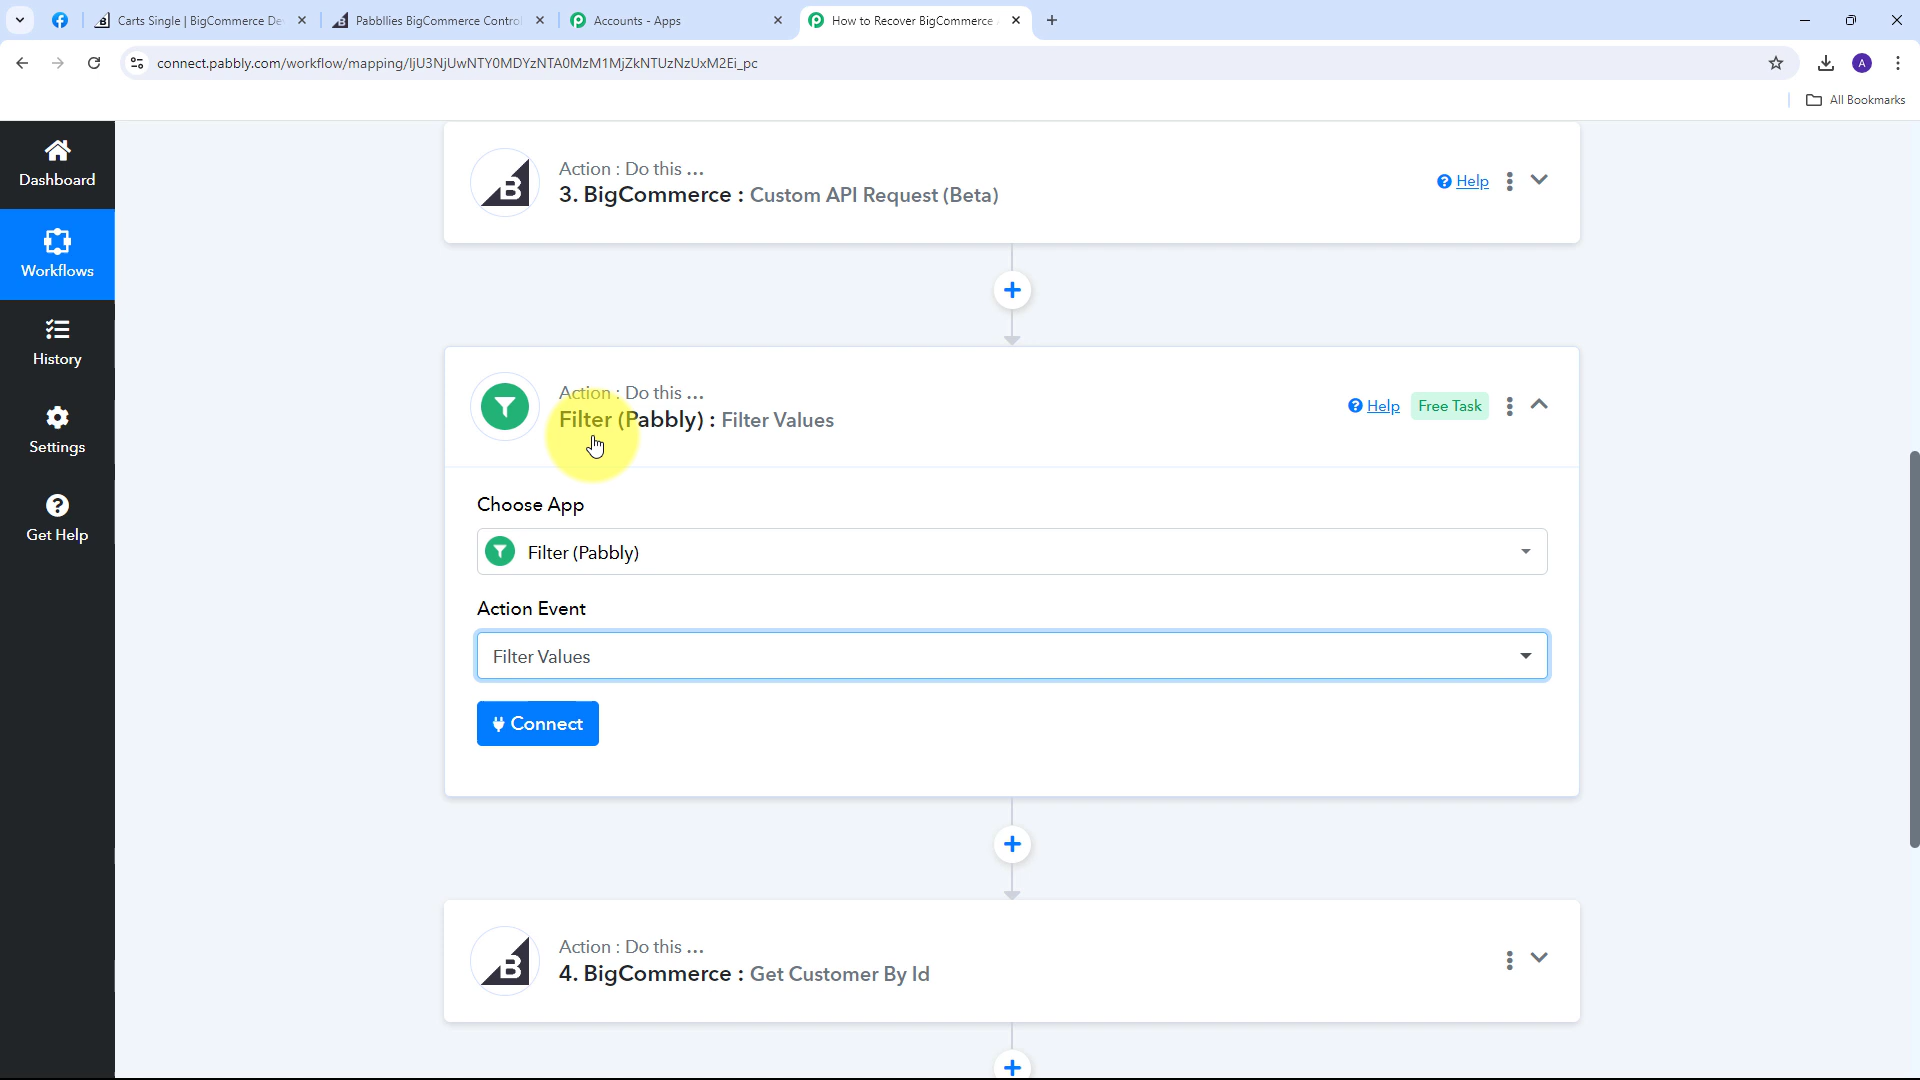 Carts Single | BigCommerce De
Pabbllies BigCommerce Control
Accounts - Apps
How to Recover BigCommerce
connect.pabbly.com/workflow/mapping/IjU3NjUwNTY0MDYzNTA0MzM1MjZkNTUzNzUxM2Ei_pc
A
All Bookmarks
Dashboard
Workflows
History
Settings
Get Help
Action : Do this ...
3. BigCommerce : Custom API Request (Beta)
Help
Action : Do this ...
Filter (Pabbly) : Filter Values
Help
Free Task
Choose App
Filter (Pabbly)
Action Event
Filter Values
Connect
Action : Do this ...
4. BigCommerce : Get Customer By Id